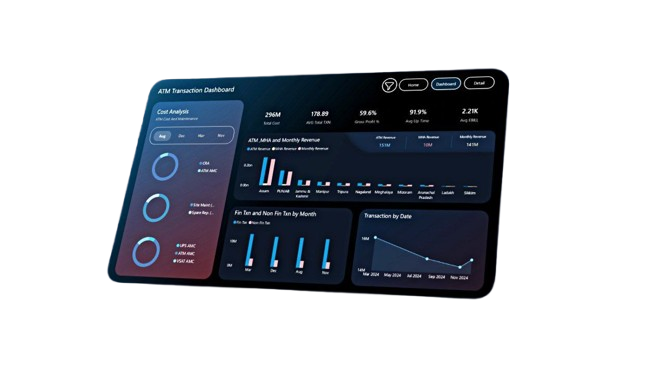 ATM Transaction Dashboard
Home
Dashboard
Detail
Cost Analysis
ATM Cost And Maintenance
Aug
Dec
Mar
Nov
CRA
ATM AMC
Site Maint (..
Spare Rep. (..
UPS AMC
ATM AMC
VSAT AMC
296M
Total Cost
178.89
AVG Total TXN
59.6%
Gross Profit %
91.9%
Avg Up Time
2.21K
ATM ,MHA and Monthly Revenue
ATM Revenue MHA Revenue Monthly Revenue
ATM Revenue
151M
MHA Revenue
10M
Monthly Revenue
141M
0.0bn
Assam
PUNJAB
Jammu & kashmir
Manipur
Tripura
Nagaland
Meghalaya
Mizoram
Arunachal Pradesh
Ladakh
Sikkim
Fin Txn and Non Fin Txn by Month
Fin Txn Non Fin Txn
10M
0M
Mar
Dec
Aug
Nov
Transaction by Date
16M
14M
Mar 2024
May 2024
Jul 2024
Sep 2024
Nov 2024